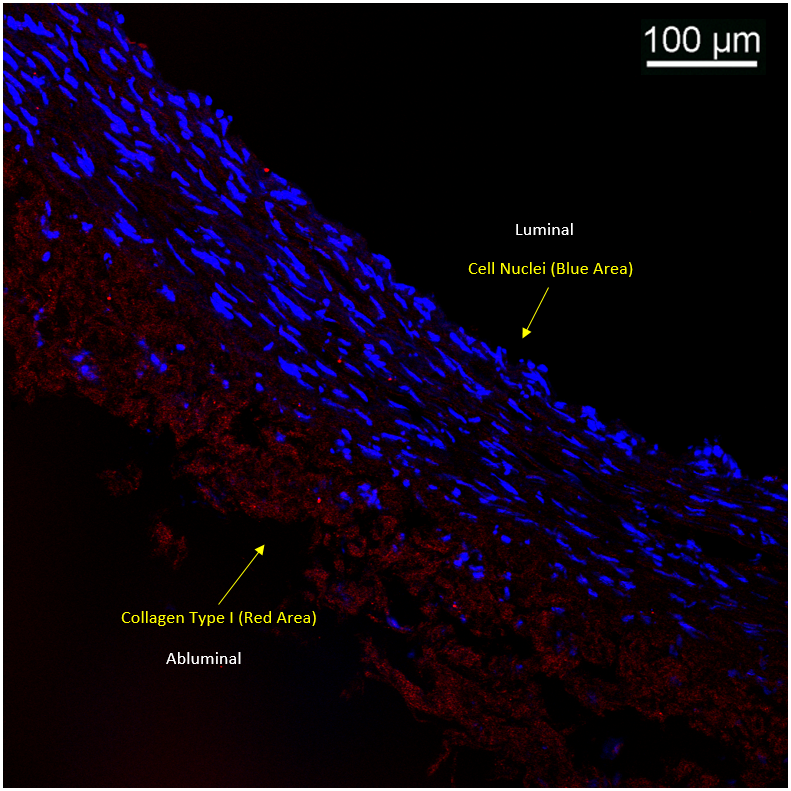 100 µm
Luminal
Cell Nuclei (Blue Area)
Collagen Type I (Red Area)
Abluminal